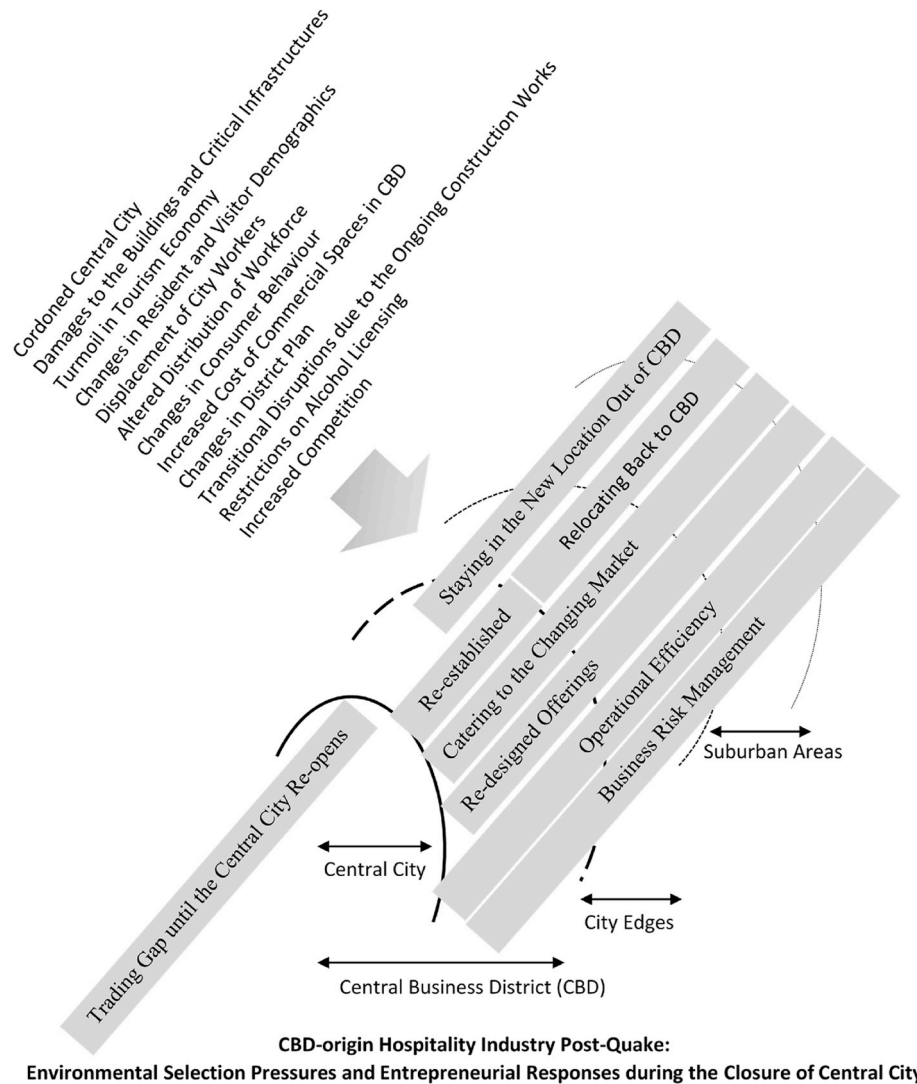 Cordoned Central City
Damages to the Buildings and Critical Infrastructures
Turmoil in Tourism Economy
Changes in Resident and Visitor Demographics
Displacement of City Workers
Altered Distribution of Workforce
Changes in Consumer Behaviour
Increased Cost of Commercial Spaces in CBD
Changes in District Plan
Transitional Disruptions due to the Ongoing Construction Works
Restrictions on Alcohol Licensing
Increased Competition
Staying in the New Location Out of CBD
Relocating Back to CBD
Re-established
Catering to the Changing Market
Re-designed Offerings
Operational Efficiency
Business Risk Management
Trading Gap until the Central City Re-opens
Suburban Areas
Central City
City Edges
Central Business District (CBD)
CBD-origin Hospitality Industry Post-Quake:
Environmental Selection Pressures and Entrepreneurial Responses during the Closure of Central City